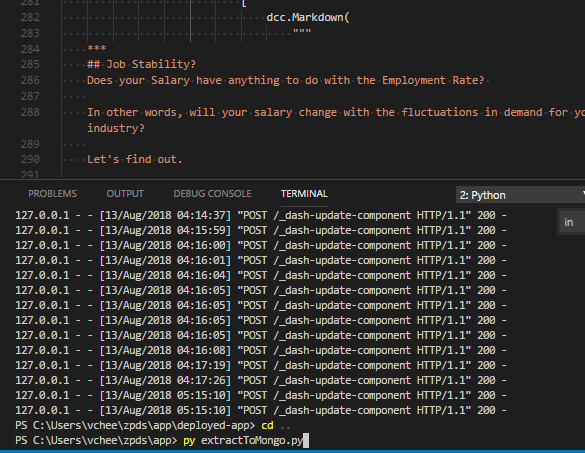 281 [
282 dcc.Markdown(
283 """
284 ***
285 ## Job Stability?
286 Does your Salary have anything to do with the Employment Rate?
287
288 In other words, will your salary change with the fluctuations in demand for yo
industry?
289
290 Let's find out.
291
PROBLEMS OUTPUT DEBUG CONSOLE TERMINAL 2: Python
in
127.0.0.1 - - [13/Aug/2018 04:14:37] "POST /_dash-update-component HTTP/1.1" 200 -
127.0.0.1 - - [13/Aug/2018 04:15:59] "POST /_dash-update-component HTTP/1.1" 200 -
127.0.0.1 - - [13/Aug/2018 04:16:00] "POST /_dash-update-component HTTP/1.1" 200 -
127.0.0.1 - - [13/Aug/2018 04:16:01] "POST /_dash-update-component HTTP/1.1" 200 -
127.0.0.1 - - [13/Aug/2018 04:16:04] "POST /_dash-update-component HTTP/1.1" 200 -
127.0.0.1 - - [13/Aug/2018 04:16:05] "POST /_dash-update-component HTTP/1.1" 200 -
127.0.0.1 - - [13/Aug/2018 04:16:05] "POST /_dash-update-component HTTP/1.1" 200 -
127.0.0.1 - - [13/Aug/2018 04:16:05] "POST /_dash-update-component HTTP/1.1" 200 -
127.0.0.1 - - [13/Aug/2018 04:16:05] "POST /_dash-update-component HTTP/1.1" 200 -
127.0.0.1 - - [13/Aug/2018 04:16:08] "POST /_dash-update-component HTTP/1.1" 200 -
127.0.0.1 - - [13/Aug/2018 04:17:19] "POST /_dash-update-component HTTP/1.1" 200 -
127.0.0.1 - - [13/Aug/2018 04:17:26] "POST /_dash-update-component HTTP/1.1" 200 -
127.0.0.1 - - [13/Aug/2018 05:15:10] "POST /_dash-update-component HTTP/1.1" 200 -
127.0.0.1 - - [13/Aug/2018 05:15:10] "POST /_dash-update-component HTTP/1.1" 200 -
PS C:\Users\vchee\zpds\app\deployed-app> cd ..
PS C:\Users\vchee\zpds\app> py extractToMongo.py